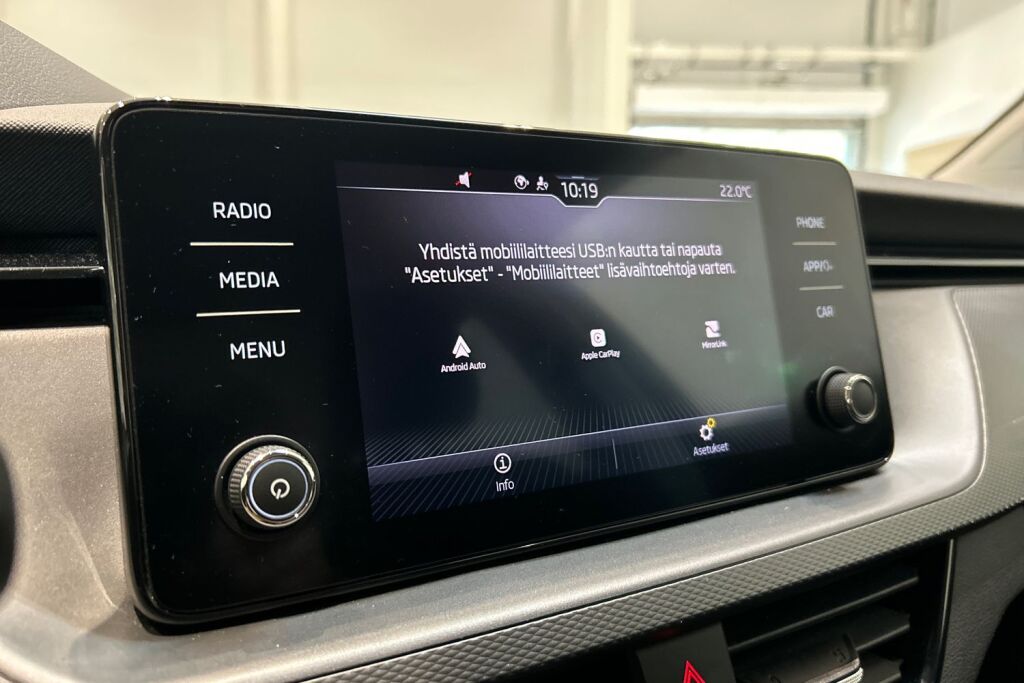 RADIO
MEDIA
MENU
10:19
22.0°C
Yhdistä mobiililaitteesi USB:n kautta tai napauta
"Asetukset" - "Mobiililaitteet" lisävaihtoehtoja varten.
Android Auto
Apple CarPlay
MirrorLink
Info
Asetukset
PHONE
APP/
CAR